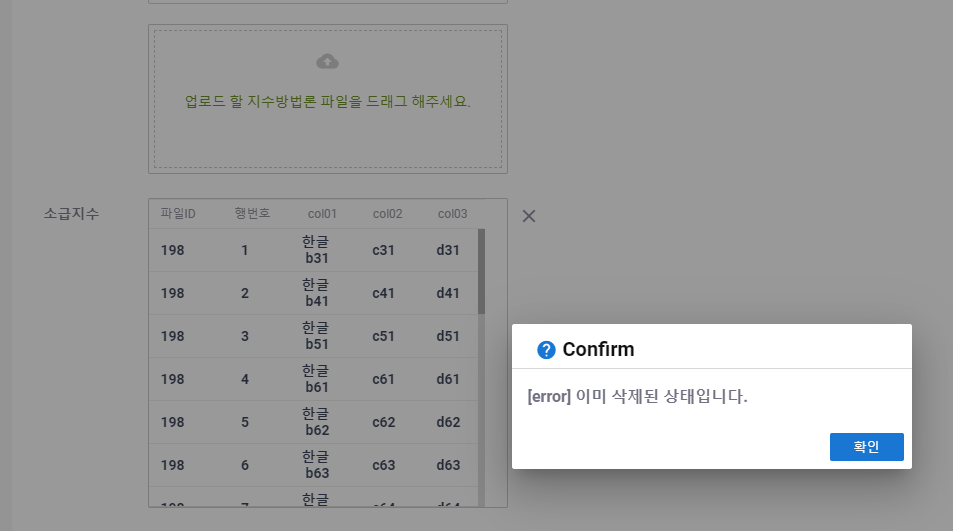 업로드 할 지수방법론 파일을 드래그 해주세요.
소급지수
파일ID 행번호 col01 col02 col03
198 1 한글 b31 c31 d31
198 2 한글 b41 c41 d41
198 3 한글 b51 c51 d51
198 4 한글 b61 c61 d61
198 5 한글 b62 c62 d62
198 6 한글 b63 c63 d63
198 7 한글 c64 d64
Confirm
[error] 이미 삭제된 상태입니다.
확인